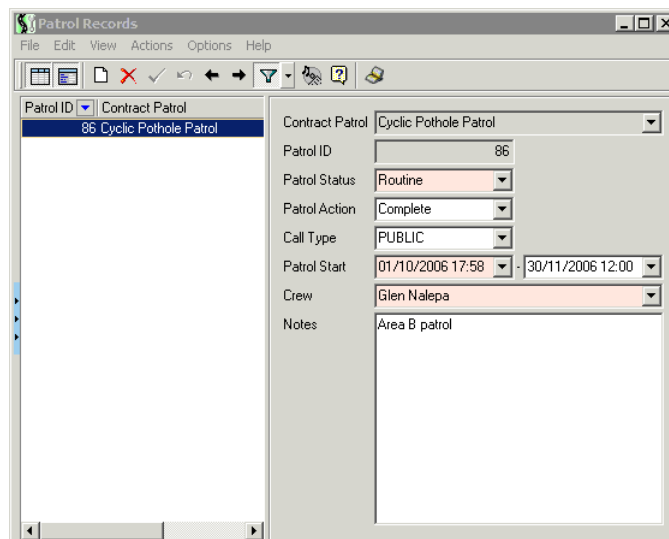 Patrol Records
File Edit View Actions Options Help
Patrol ID Contract Patrol
86 Cyclic Pothole Patrol
Contract Patrol Cyclic Pothole Patrol
Patrol ID 86
Patrol Status Routine
Patrol Action Complete
Call Type PUBLIC
Patrol Start 01/10/2006 17:58 - 30/11/2006 12:00
Crew Glen Nalepa
Notes Area B patrol